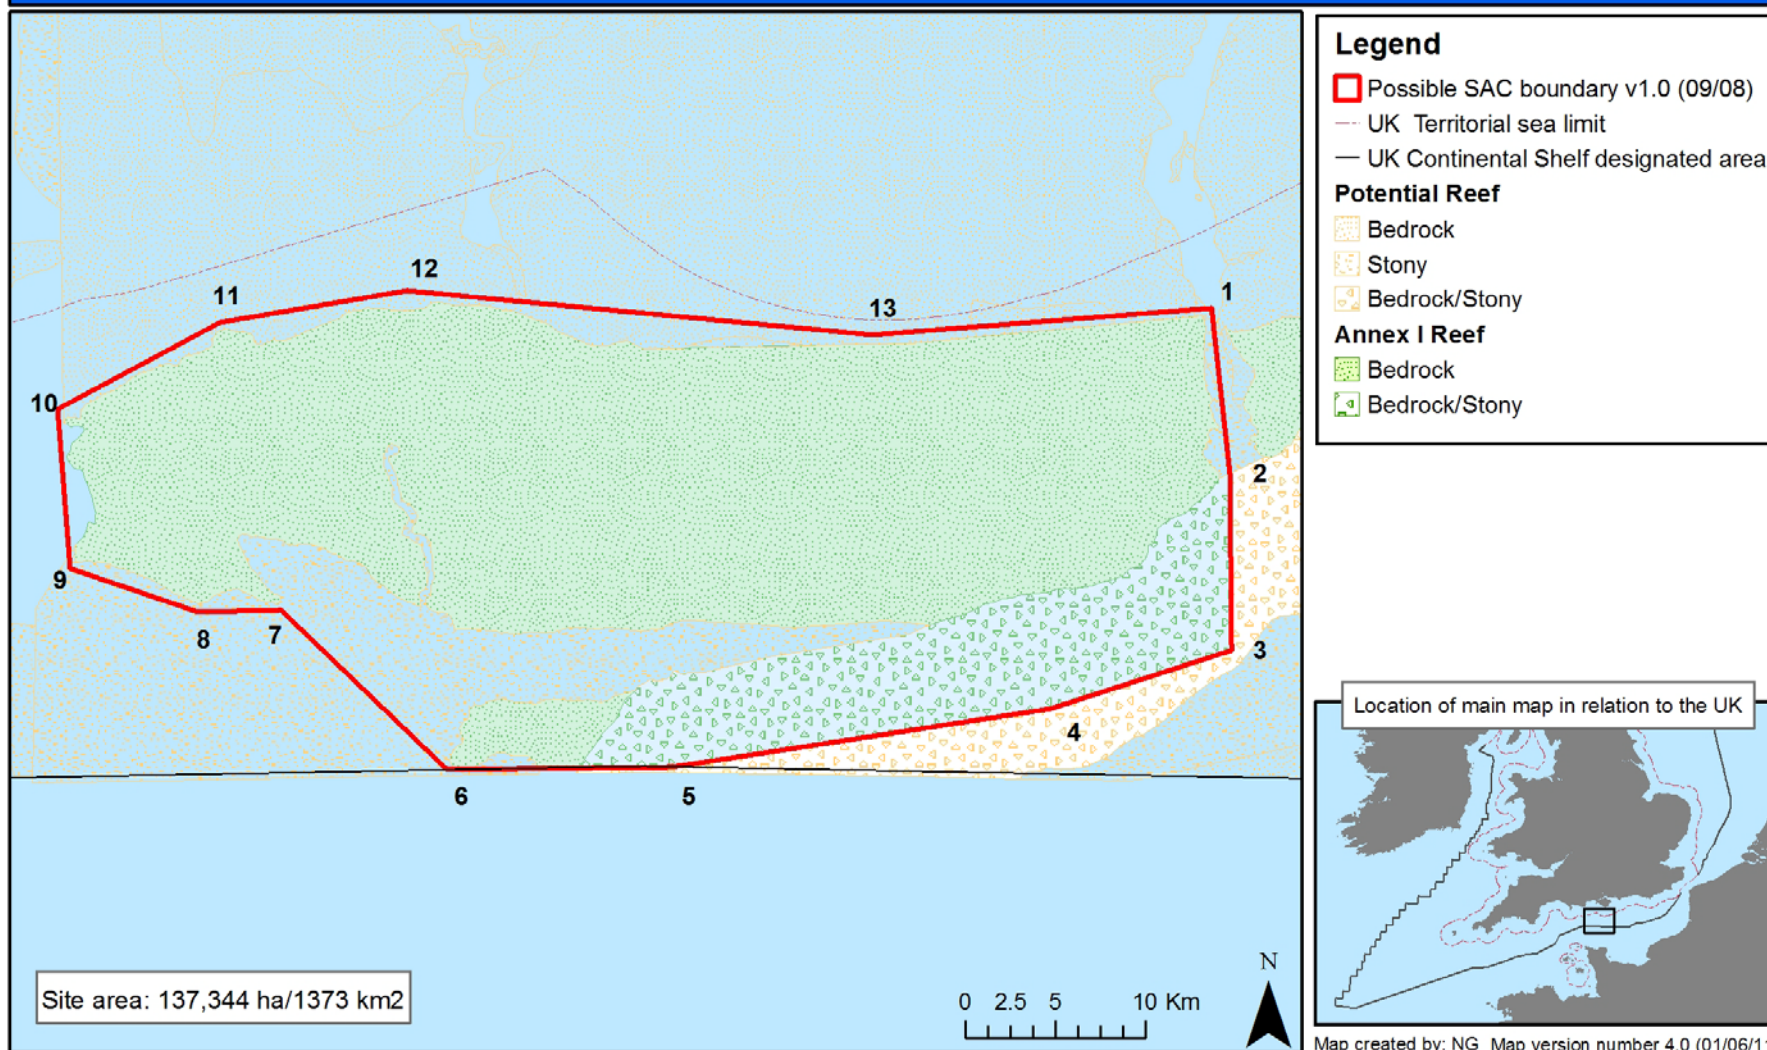 12
11
13
1
10
2
9
8
7
3
4
6
5
Site area: 137,344 ha/1373 km2
0 2.5 5 10 Km
N
Legend
Possible SAC boundary v1.0 (09/08)
UK Territorial sea limit
UK Continental Shelf designated area
Potential Reef
Bedrock
Stony
Bedrock/Stony
Annex I Reef
Bedrock
Bedrock/Stony
Location of main map in relation to the UK
Map created by: NG Map version number 4.0 (01/06/1